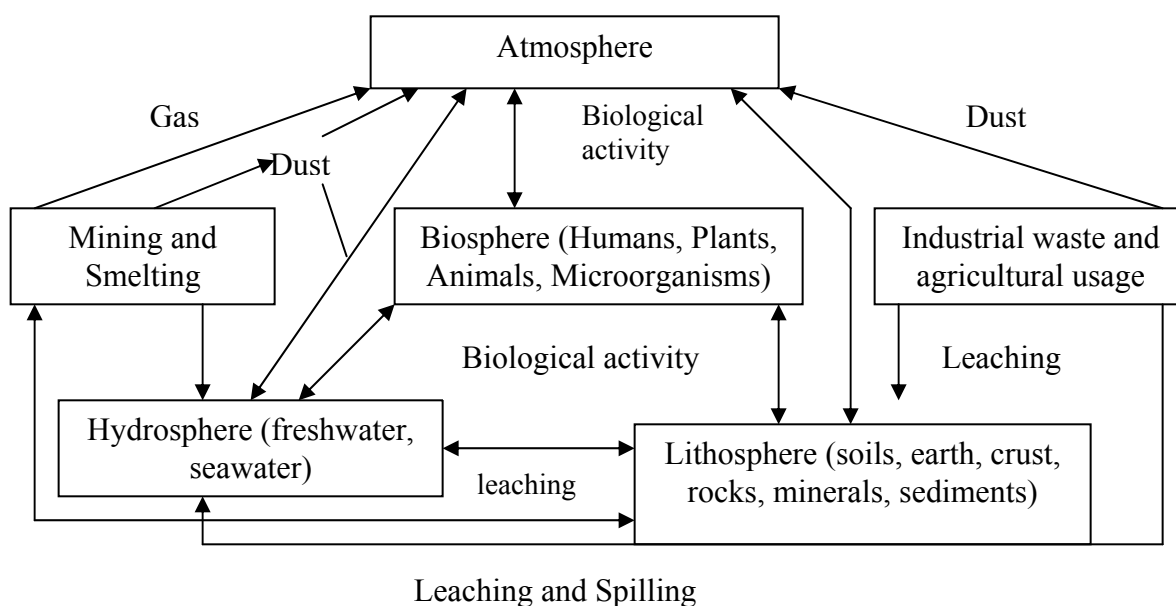 Atmosphere
Gas
Biological
activity
Dust
Dust
Mining and
Smelting
Biosphere (Humans, Plants,
Animals, Microorganisms)
Industrial waste and
agricultural usage
Biological activity
Leaching
Hydrosphere (freshwater,
seawater)
Lithosphere (soils, earth, crust,
rocks, minerals, sediments)
leaching
Leaching and Spilling